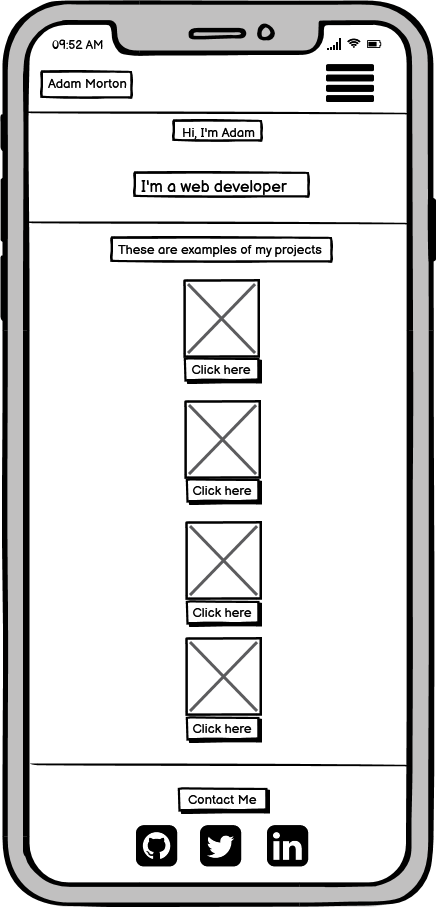 09:52 AM
Adam Morton
Hi, I'm Adam
I'm a web developer
These are examples of my projects
Click here
Click here
Click here
Click here
Contact Me
in